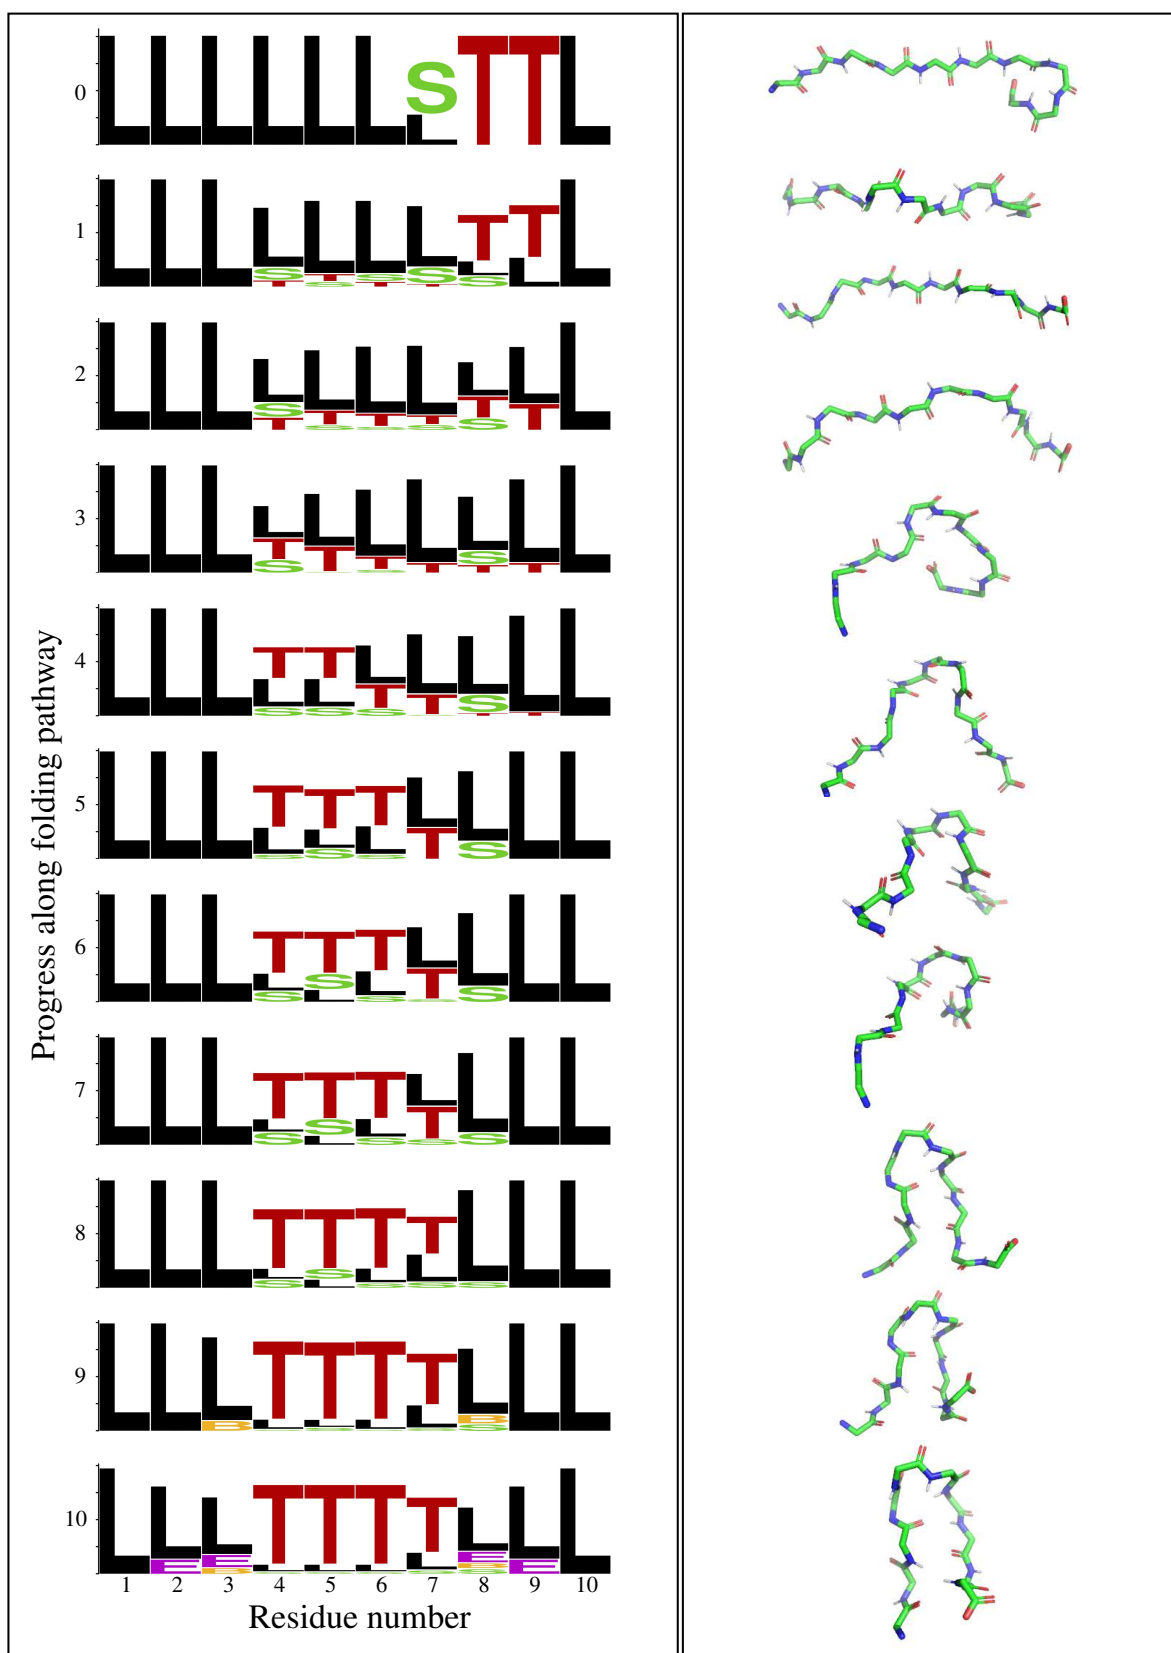 Progress along folding pathway
0 L L L L L L S T T L
L
1 L L L L L L L T T L
S T S S L L
T S T T S
2 L L L L L L L L L L
S T T T T T
T S S S S
3 L L L L L L L L L L
T T T T S T
S S S T
4 L L L T T L L L L L
L L T T S T
S S S T
5 L L L T T T L L L L
L L L T S
S S S
6 L L L T T T L L L L
L S L T S
S L S S
7 L L L T T T L L L L
L S L T S
S L S S
8 L L L T T T T L L L
L S L L S
S L S S
9 L L L T T T T L L L
B L L L L B
S S S S S
10 L L L T T T T L L L
E E L L L L E E
B S S S S B
S
1 2 3 4 5 6 7 8 9 10
Residue number